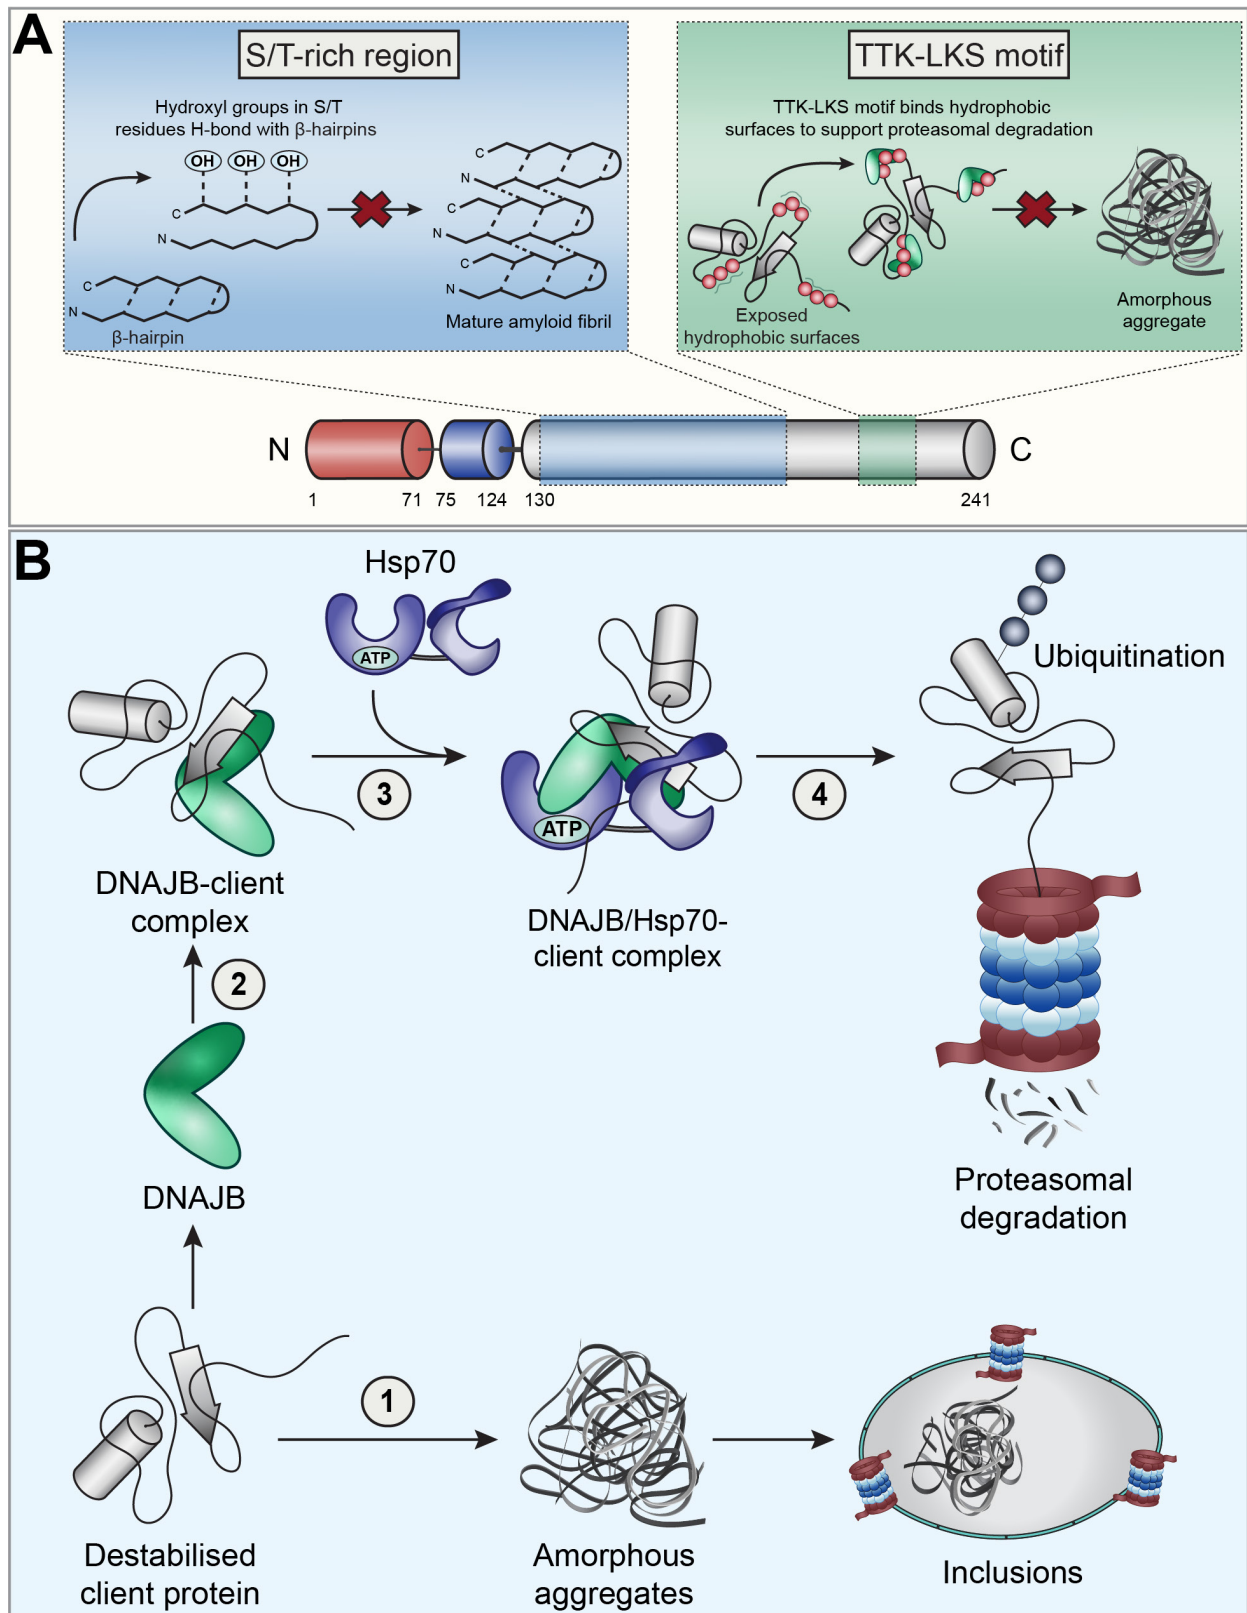 A
S/T-rich region
Hydroxyl groups in S/T
residues H-bond with β-hairpins
OH OH OH
C
N
C
N
β-hairpin
C
N
C
N
C
N
Mature amyloid fibril
TTK-LKS motif
TTK-LKS motif binds hydrophobic
surfaces to support proteasomal degradation
Exposed
hydrophobic surfaces
Amorphous
aggregate
N
C
1 71 75 124 130 241
B
Hsp70
ATP
Ubiquitination
3
4
ATP
DNAJB-client
complex
DNAJB/Hsp70-
client complex
2
DNAJB
Proteasomal
degradation
1
Destabilised
client protein
Amorphous
aggregates
Inclusions